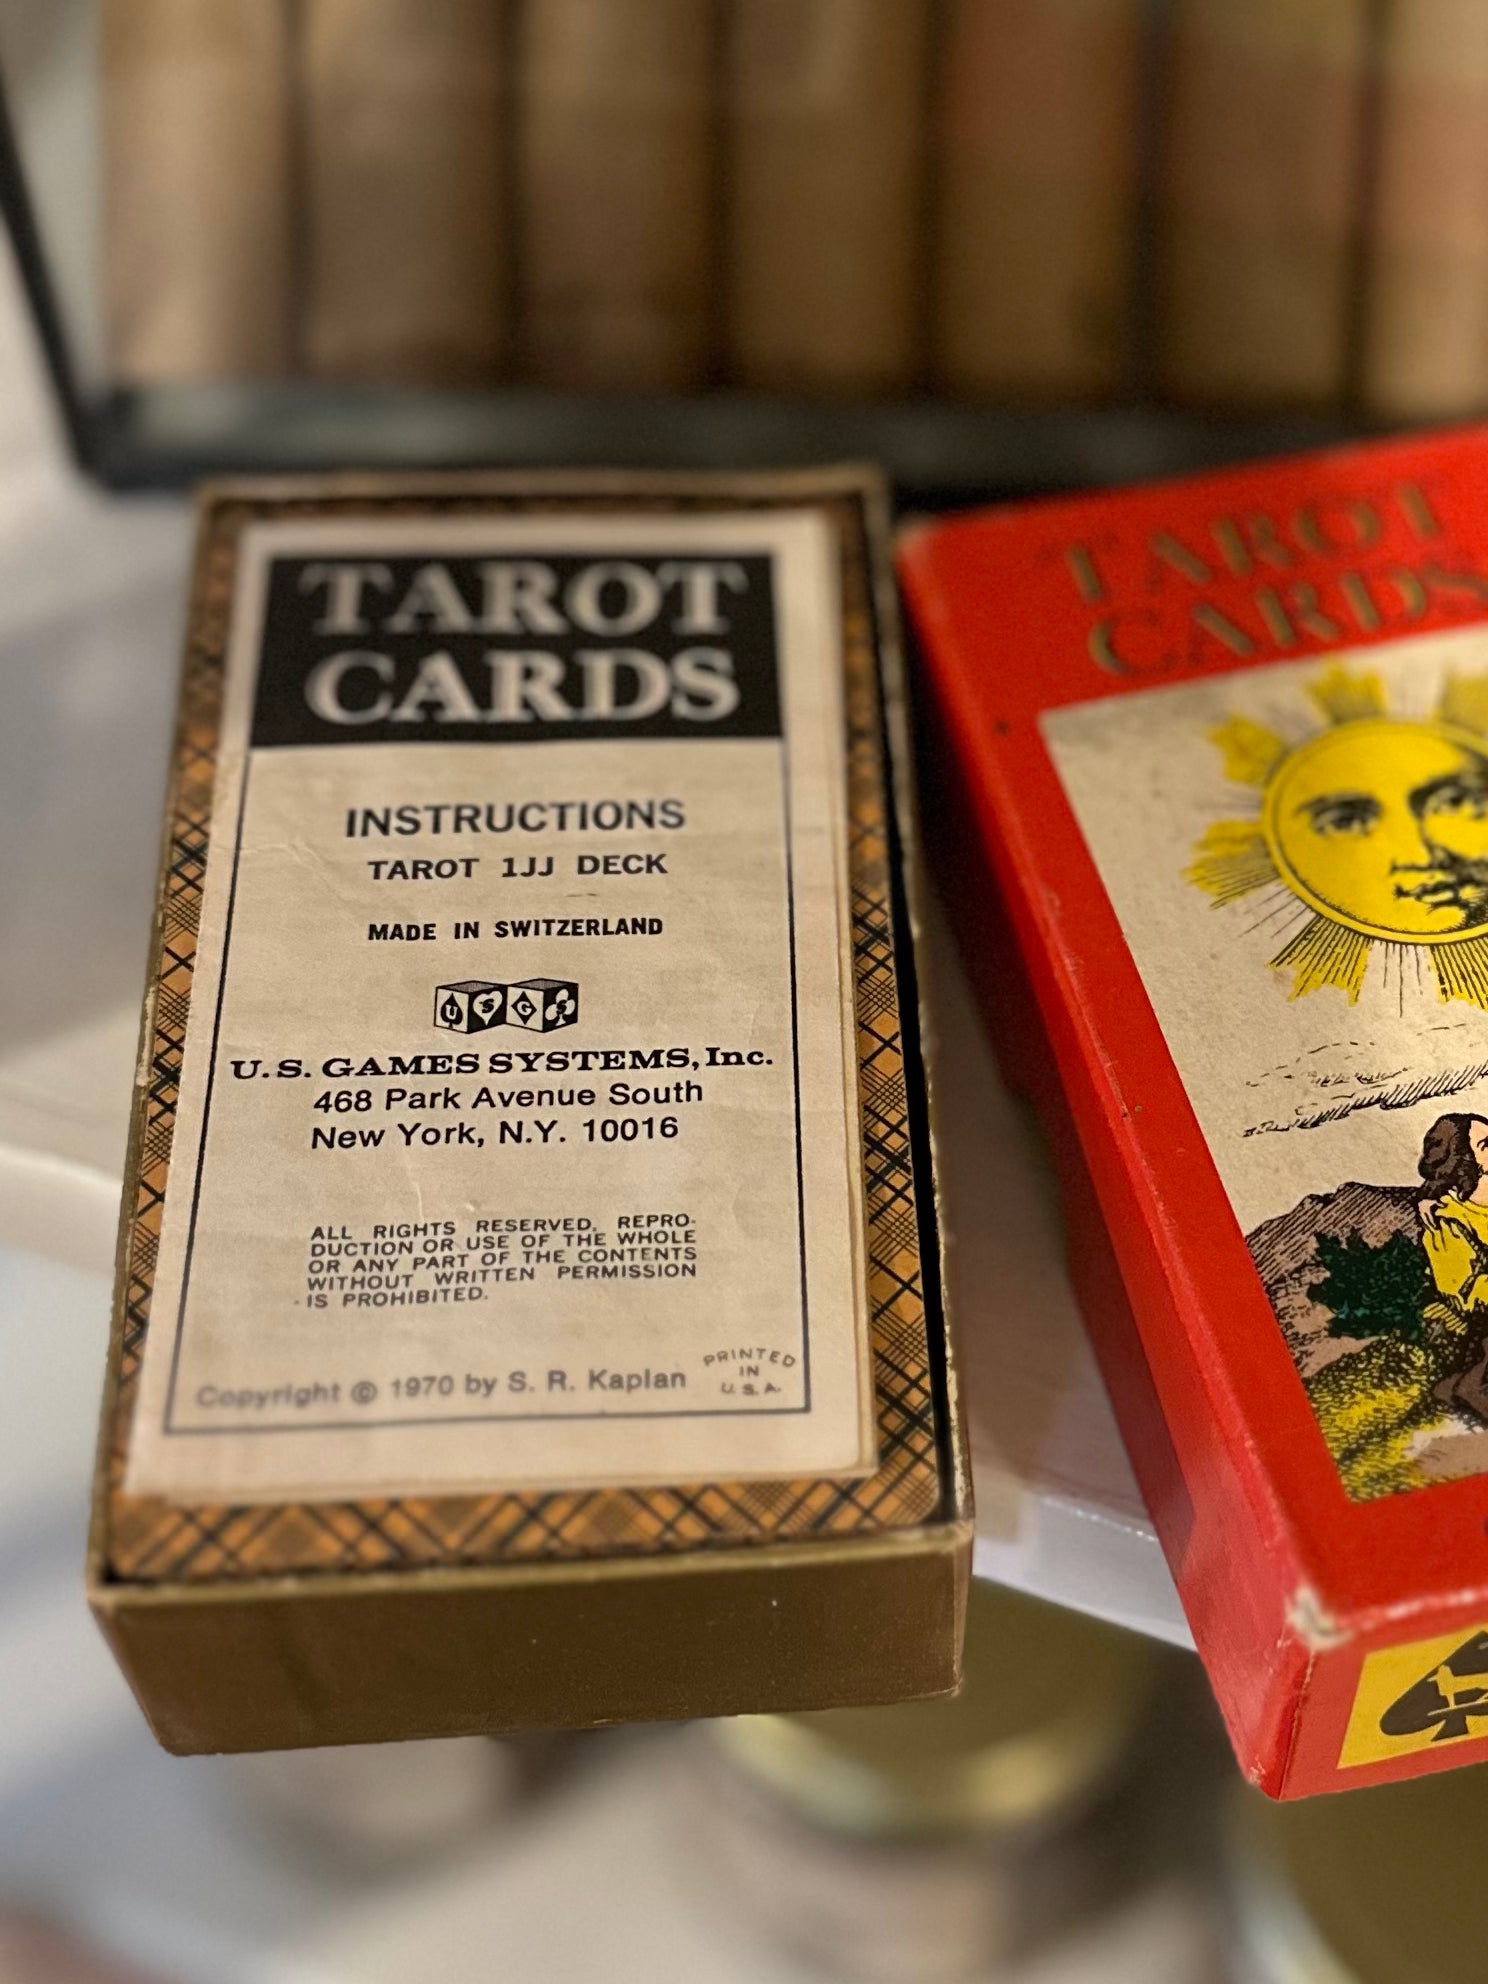 TAROT
CARDS
INSTRUCTIONS
TAROT 1JJ DECK
MADE IN SWITZERLAND
U S G S
U.S. GAMES SYSTEMS, Inc.
468 Park Avenue South
New York, N.Y. 10016
ALL RIGHTS RESERVED. REPRO-
DUCTION OR USE OF THE WHOLE
OR ANY PART OF THE CONTENTS
WITHOUT WRITTEN PERMISSION
IS PROHIBITED.
Copyright © 1970 by S. R. Kaplan
PRINTED
IN
U.S.A.
TAROT
CARDS